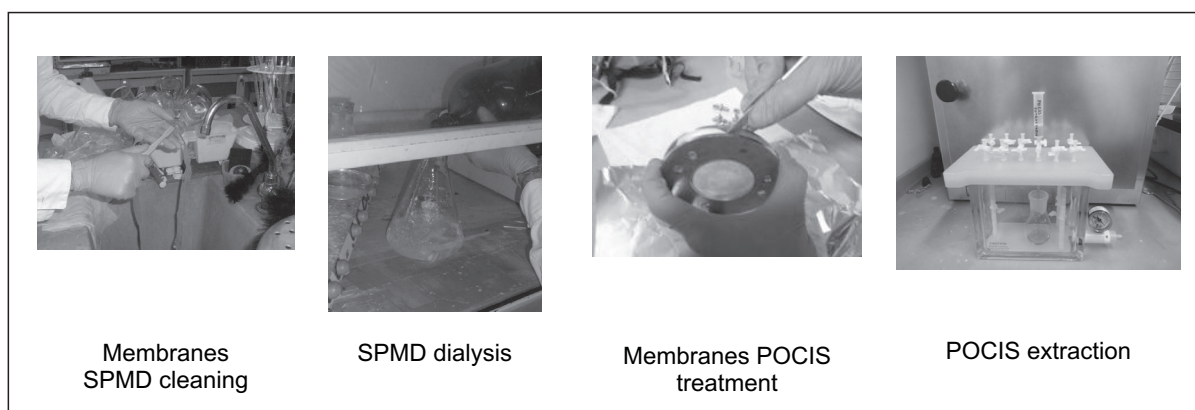 Membranes
SPMD cleaning
SPMD dialysis
Membranes POCIS
treatment
POCIS extraction